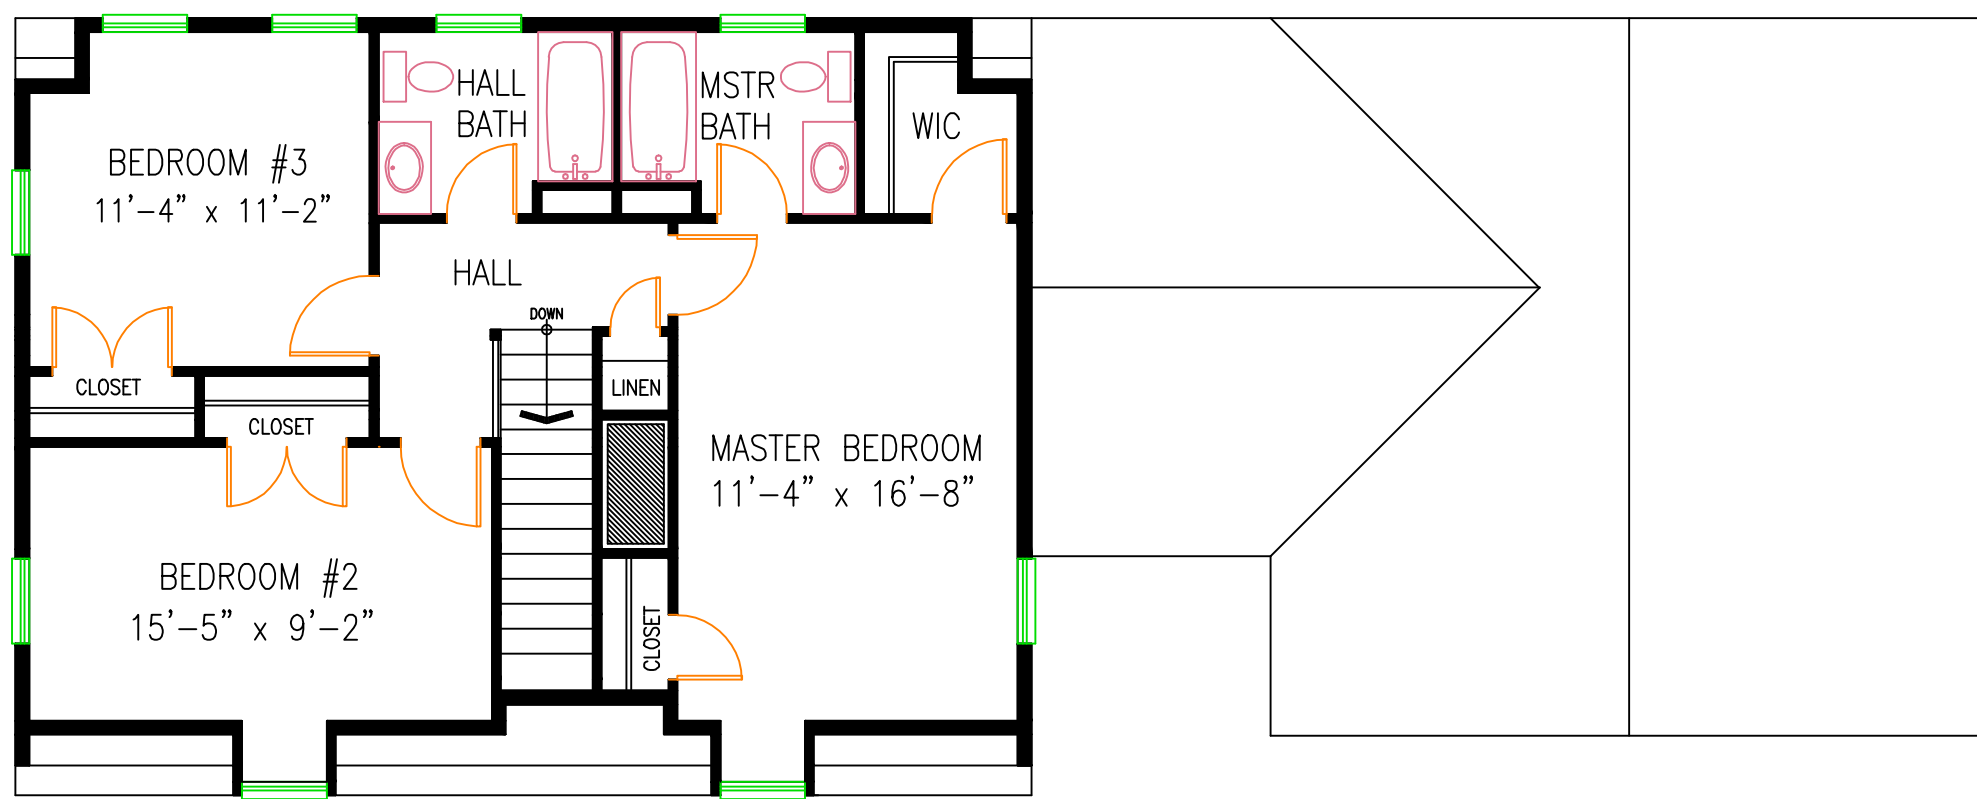 HALL
BATH
MSTR
BATH
WIC
BEDROOM #3
11'-4" x 11'-2"
HALL
DOWN
CLOSET
LINEN
CLOSET
MASTER BEDROOM
11'-4" x 16'-8"
BEDROOM #2
15'-5" x 9'-2"
CLOSET